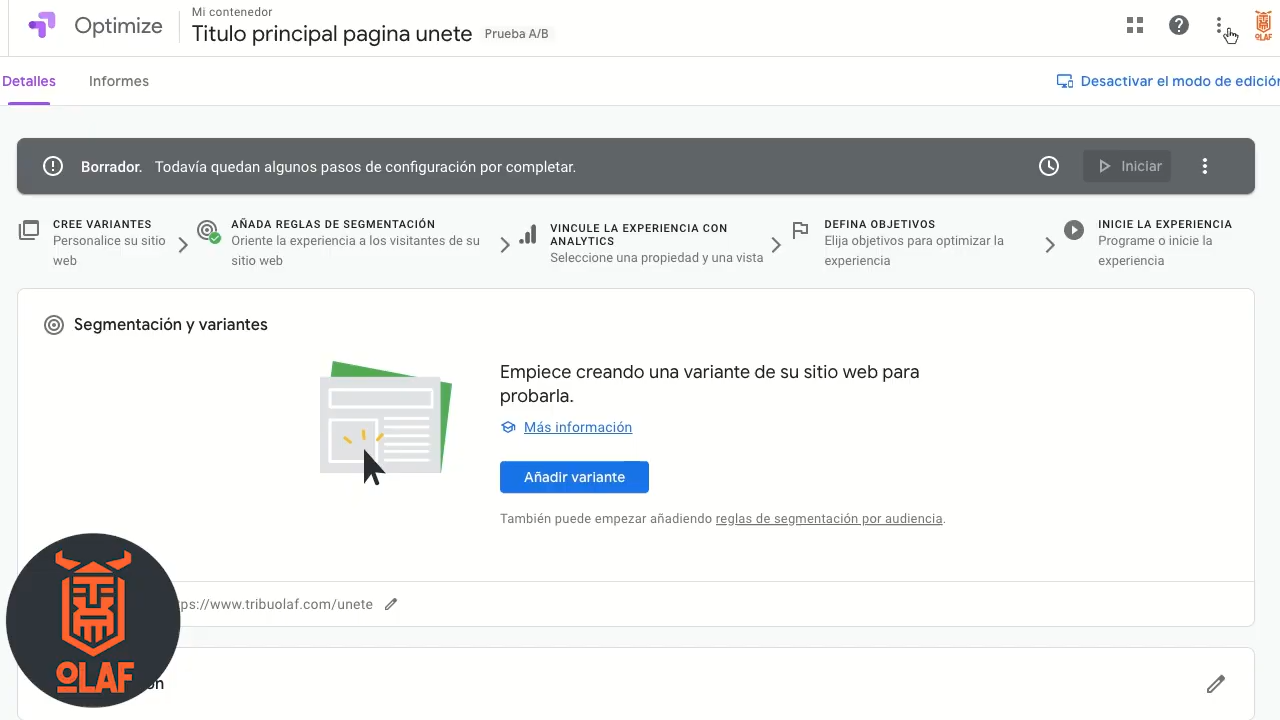 Mi contenedor
Optimize
Titulo principal pagina unete Prueba A/B
OLAF
Detalles Informes
Desactivar el modo de edición
Borrador. Todavía quedan algunos pasos de configuración por completar.
Iniciar
CREE VARIANTES
Personalice su sitio
web
AÑADA REGLAS DE SEGMENTACIÓN
Oriente la experiencia a los visitantes de su
sitio web
VINCULE LA EXPERIENCIA CON
ANALYTICS
Seleccione una propiedad y una vista
DEFINA OBJETIVOS
Elija objetivos para optimizar la
experiencia
INICIE LA EXPERIENCIA
Programe o inicie la
experiencia
Segmentación y variantes
Empiece creando una variante de su sitio web para
probarla.
Más información
Añadir variante
También puede empezar añadiendo reglas de segmentación por audiencia.
ps://www.tribuolaf.com/unete
OLAF